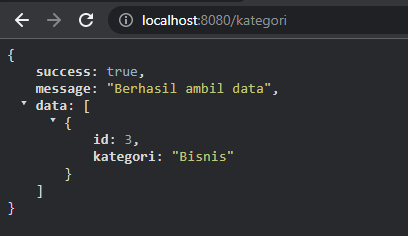 localhost:8080/kategori
{
success: true,
message: "Berhasil ambil data",
data: [
{
id: 3,
kategori: "Bisnis"
}
]
}